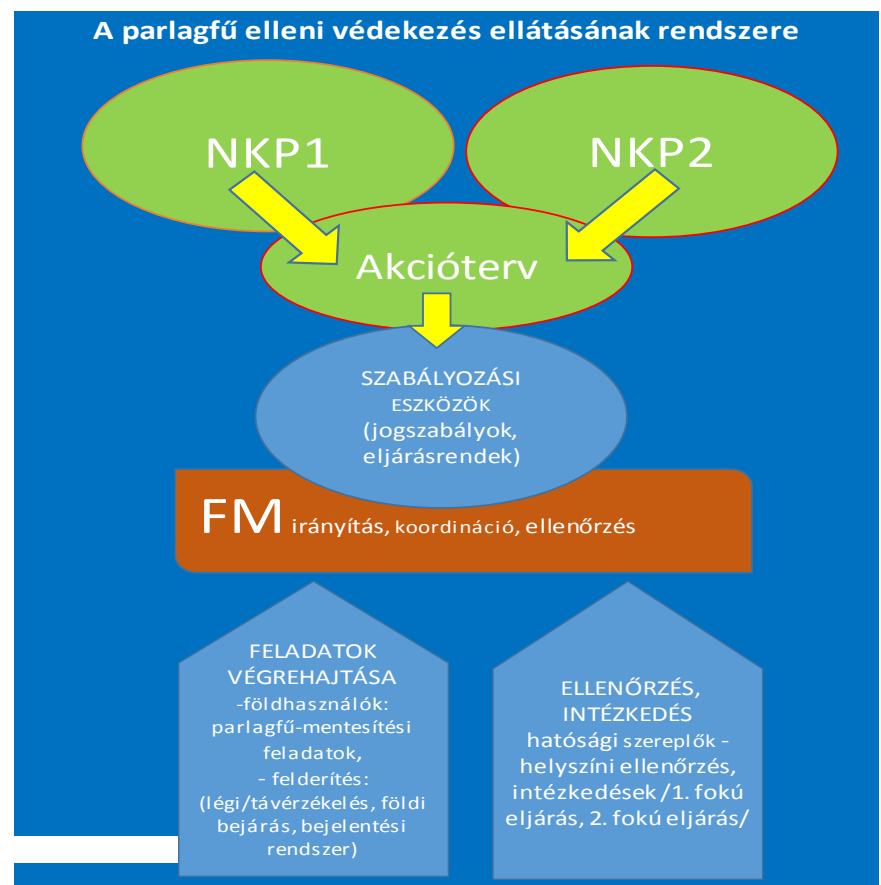 A parlagfű elleni védekezés ellátásának rendszere
NKP1
NKP2
Akcióterv
SZABÁLYOZÁSI
ESZKÖZÖK
(jogszabályok,
eljárásrendek)
FM irányítás, koordináció, ellenőrzés
FELADATOK
VÉGREHAJTÁSA
-földhasználók:
parlagfű-mentesítési
feladatok,
- felderítés:
(légi/távérzékelés, földi
bejárás, bejelentési
rendszer)
ELLENŐRZÉS,
INTÉZKEDÉS
hatósági szereplők -
helyszíni ellenőrzés,
intézkedések /1. fokú
eljárás, 2. fokú eljárás/